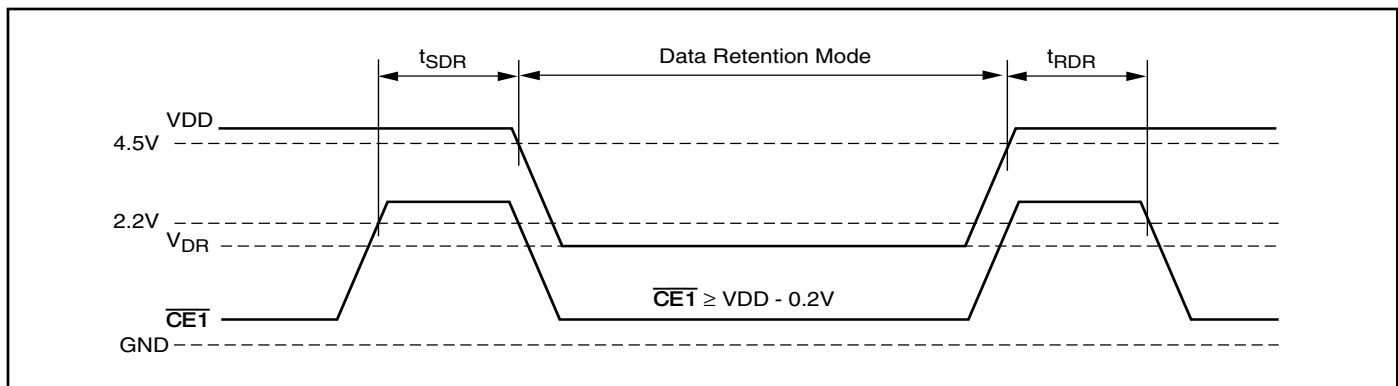 tSDR Data Retention Mode tRDR
VDD
4.5V
2.2V
VDR
CE1 ≥ VDD - 0.2V
CE1
GND